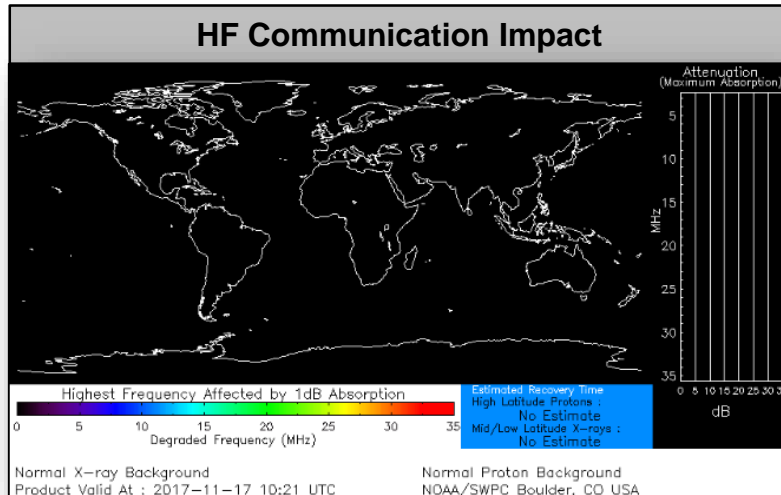 HF Communication Impact
Attenuation
(Maximum Absorption)
5
10
15
20
25
30
35
MHz
0 5 10 15 20 25 30
dB
Highest Frequency Affected by 1dB Absorption
0 5 10 15 20 25 30 35
Degraded Frequency (MHz)
Estimated Recovery Time
High Latitude Protons :
No Estimate
Mid/Low Latitude X-rays :
No Estimate
Normal X-ray Background
Product Valid At : 2017-11-17 10:21 UTC
Normal Proton Background
NOAA/SWPC Boulder, CO USA